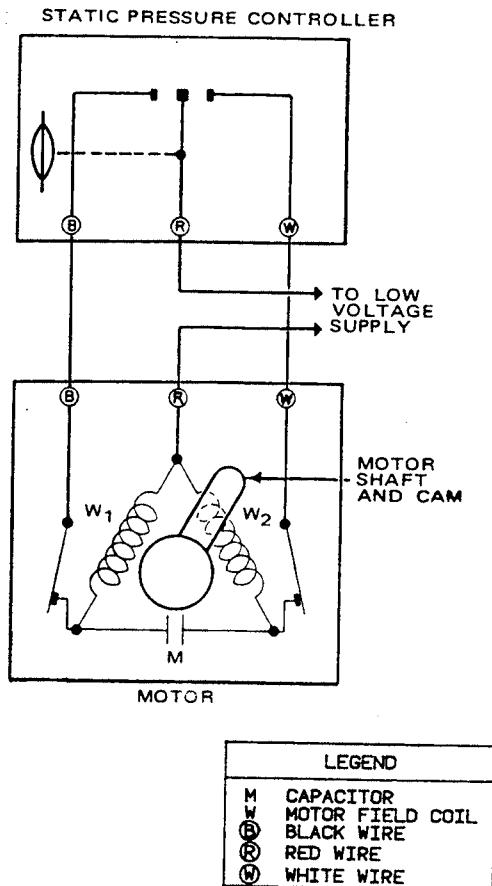 STATIC PRESSURE CONTROLLER
B
R
W
TO LOW
VOLTAGE
SUPPLY
B
R
W
MOTOR
SHAFT
AND CAM
W1
W2
M
MOTOR
LEGEND
M CAPACITOR
W MOTOR FIELD COIL
B BLACK WIRE
R RED WIRE
W WHITE WIRE